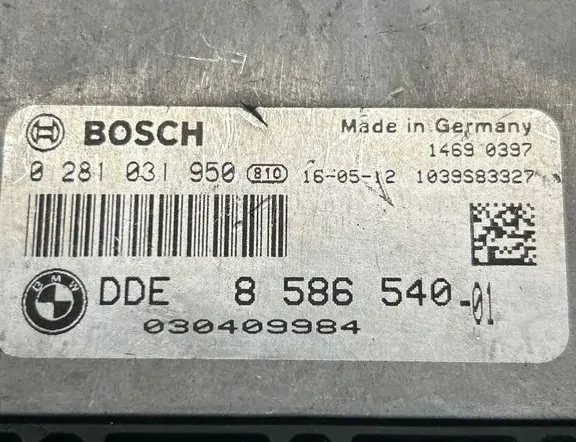 BOSCH
Made in Germany
1469 0397
0 281 031 950 810 16-05-12 1039S83327
BMW
DDE 8 586 540-01
030409984